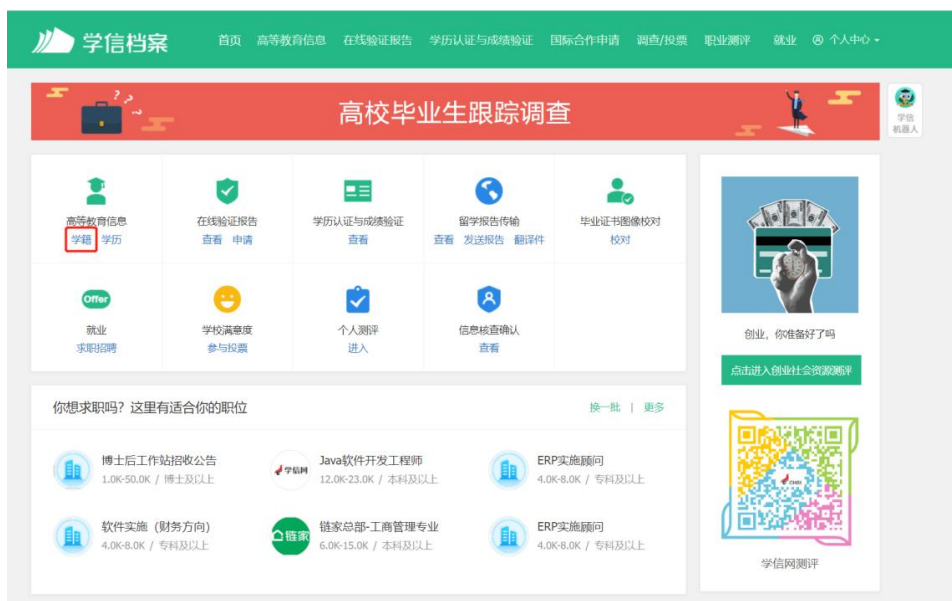 学信档案
首页 高等教育信息 在线验证报告 学历认证与成绩验证 国际合作申请 调查/投票 职业测评 就业 个人中心
高校毕业生跟踪调查
学信
机器人
高等教育信息
学籍 学历
在线验证报告
查看 申请
学历认证与成绩验证
查看
留学报告传输
查看 发送报告 翻译件
毕业证书图像校对
校对
Offer
就业
求职招聘
学校满意度
参与投票
个人测评
进入
信息核查确认
查看
创业，你准备好了吗
点击进入创业社会资源测评
你想求职吗？这里有适合你的职位
换一批 | 更多
博士后工作站招收公告
1.0K-50.0K / 博士及以上
学信网
Java软件开发工程师
12.0K-23.0K / 本科及以上
ERP实施顾问
4.0K-8.0K / 专科及以上
软件实施（财务方向）
4.0K-8.0K / 专科及以上
链家
链家总部-工商管理专业
6.0K-15.0K / 本科及以上
ERP实施顾问
4.0K-8.0K / 专科及以上
学信网测评